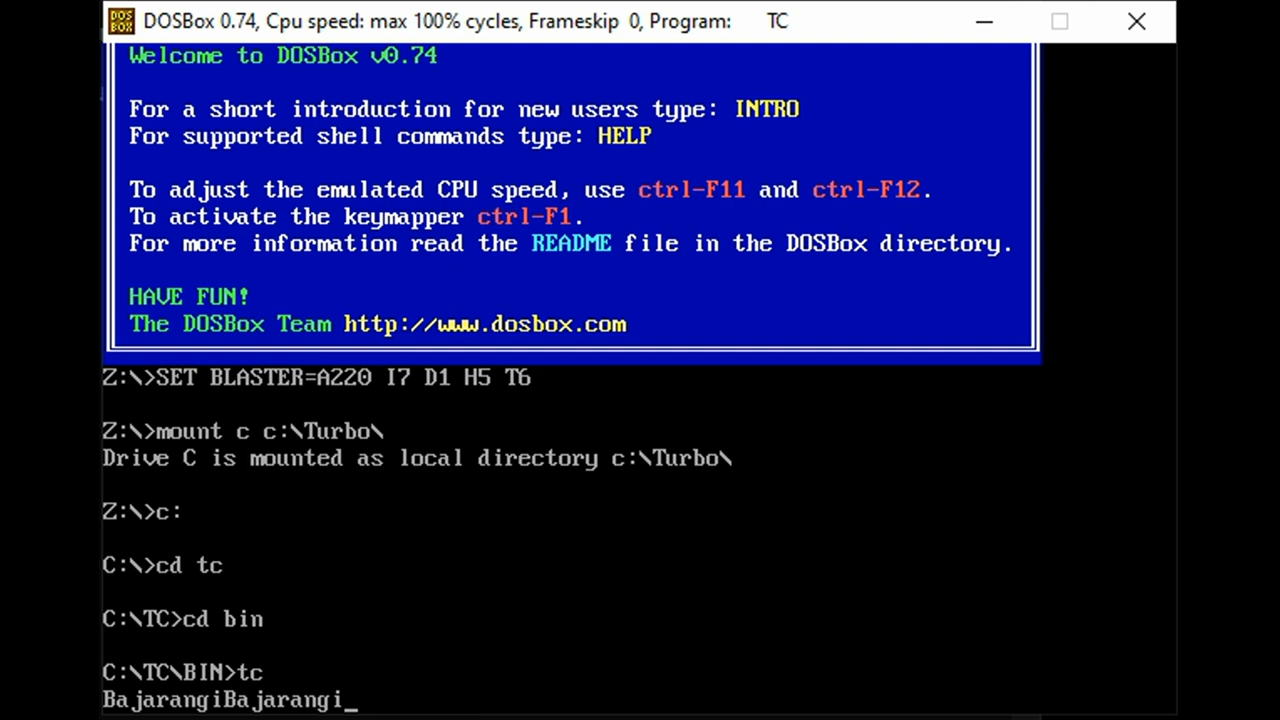 DOSBox 0.74, Cpu speed: max 100% cycles, Frameskip 0, Program: TC
Welcome to DOSBox v0.74
For a short introduction for new users type: INTRO
For supported shell commands type: HELP
To adjust the emulated CPU speed, use ctrl-F11 and ctrl-F12.
To activate the keymapper ctrl-F1.
For more information read the README file in the DOSBox directory.
HAVE FUN!
The DOSBox Team http://www.dosbox.com
Z:\>SET BLASTER=A220 I7 D1 H5 T6
Z:\>mount c c:\Turbo\
Drive C is mounted as local directory c:\Turbo\
Z:\>c:
C:\>cd tc
C:\TC>cd bin
C:\TC\BIN>tc
BajarangiBajarangi_